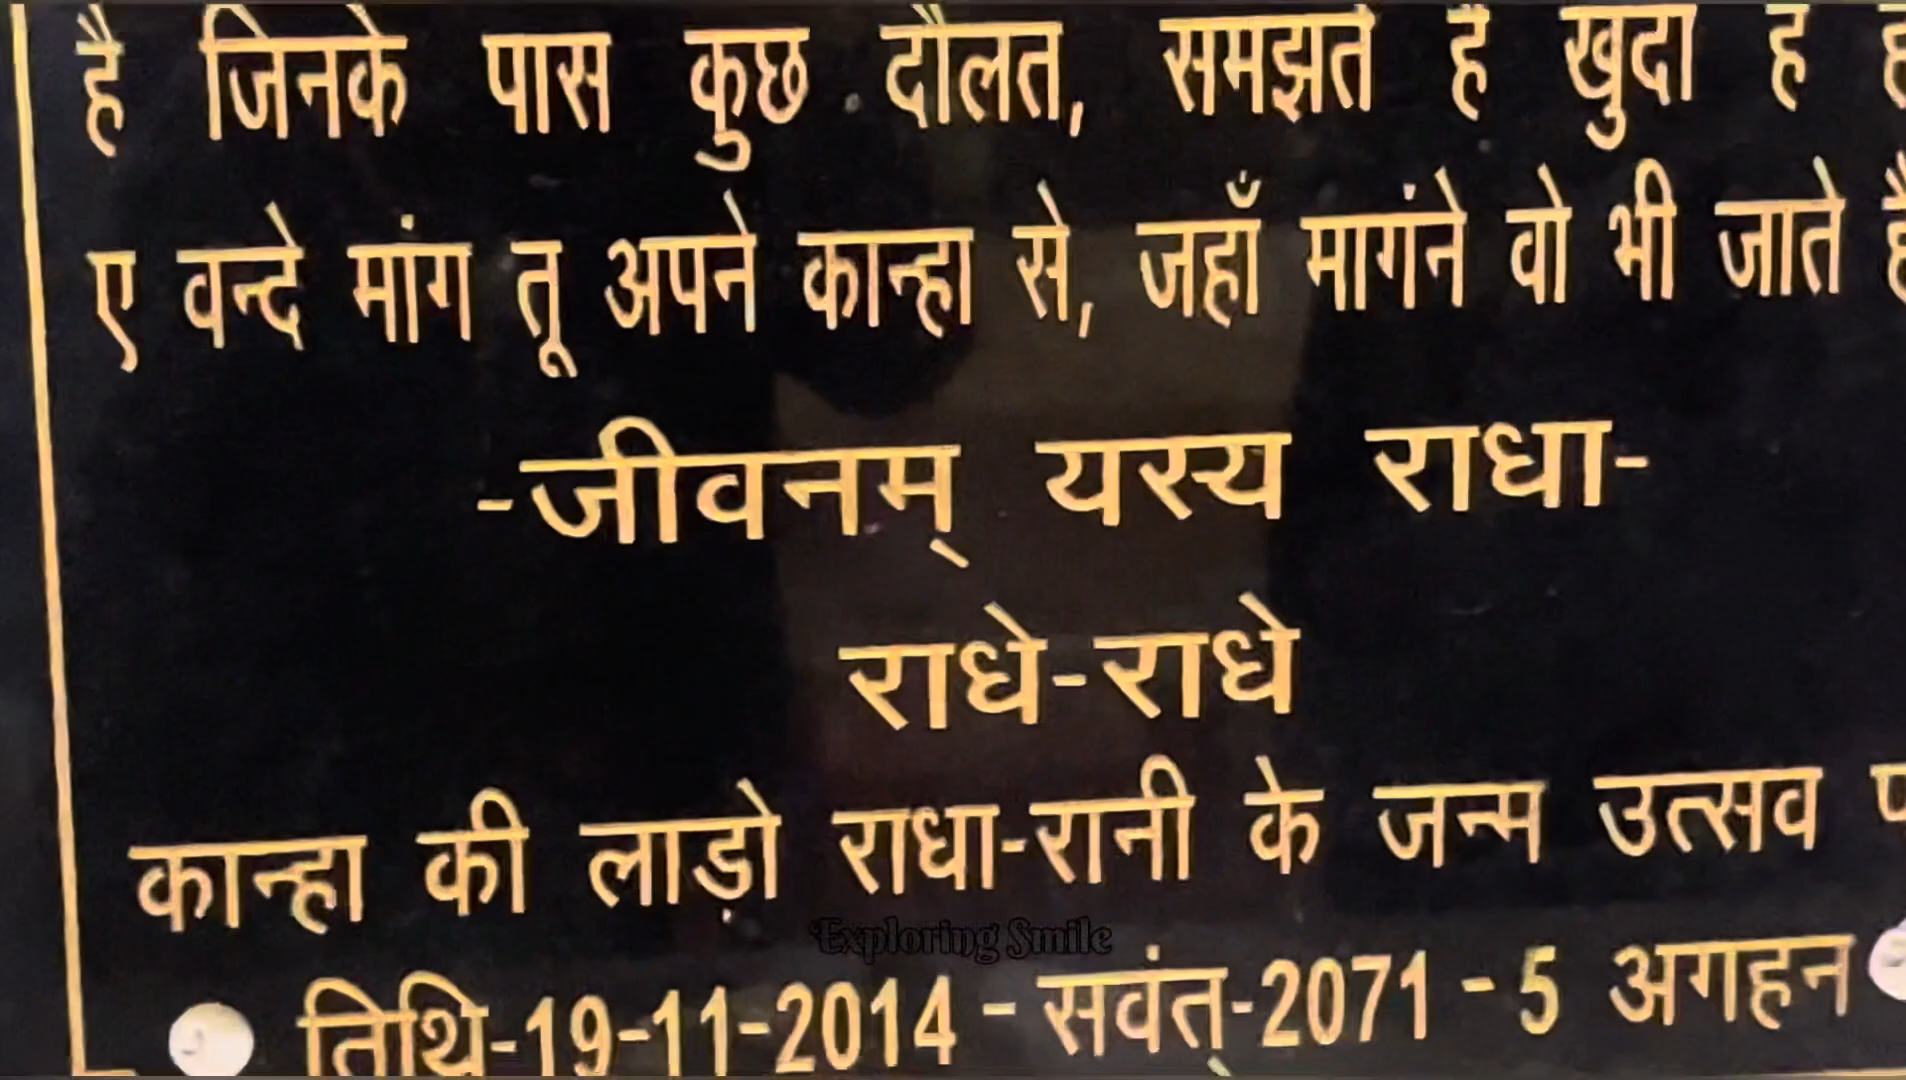 है जिनके पास कुछ दौलत, समझते हैं खुदा है
ए वन्दे मांग तू अपने कान्हा से, जहाँ मागंने वो भी जाते
-जीवनम् यस्य राधा-
राधे-राधे
कान्हा की लाड़ो राधा-रानी के जन्म उत्सव
Exploring Smile
तिथि-19-11-2014 - सवंत्-2071 - 5 अगहन